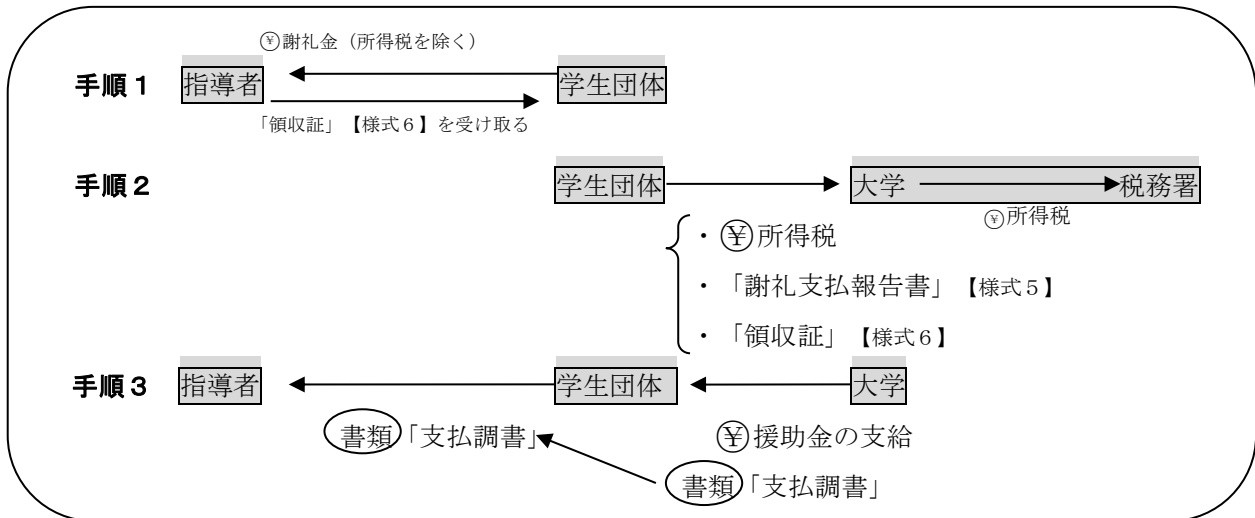 ㊎謝礼金（所得税を除く）
手順１ 指導者 学生団体
「領収証」【様式６】を受け取る
手順２ 学生団体 大学 税務署
￥所得税
・￥所得税
・「謝礼支払報告書」【様式５】
・「領収証」【様式６】
手順３ 指導者 学生団体 大学
書類「支払調書」 ￥援助金の支給
書類「支払調書」